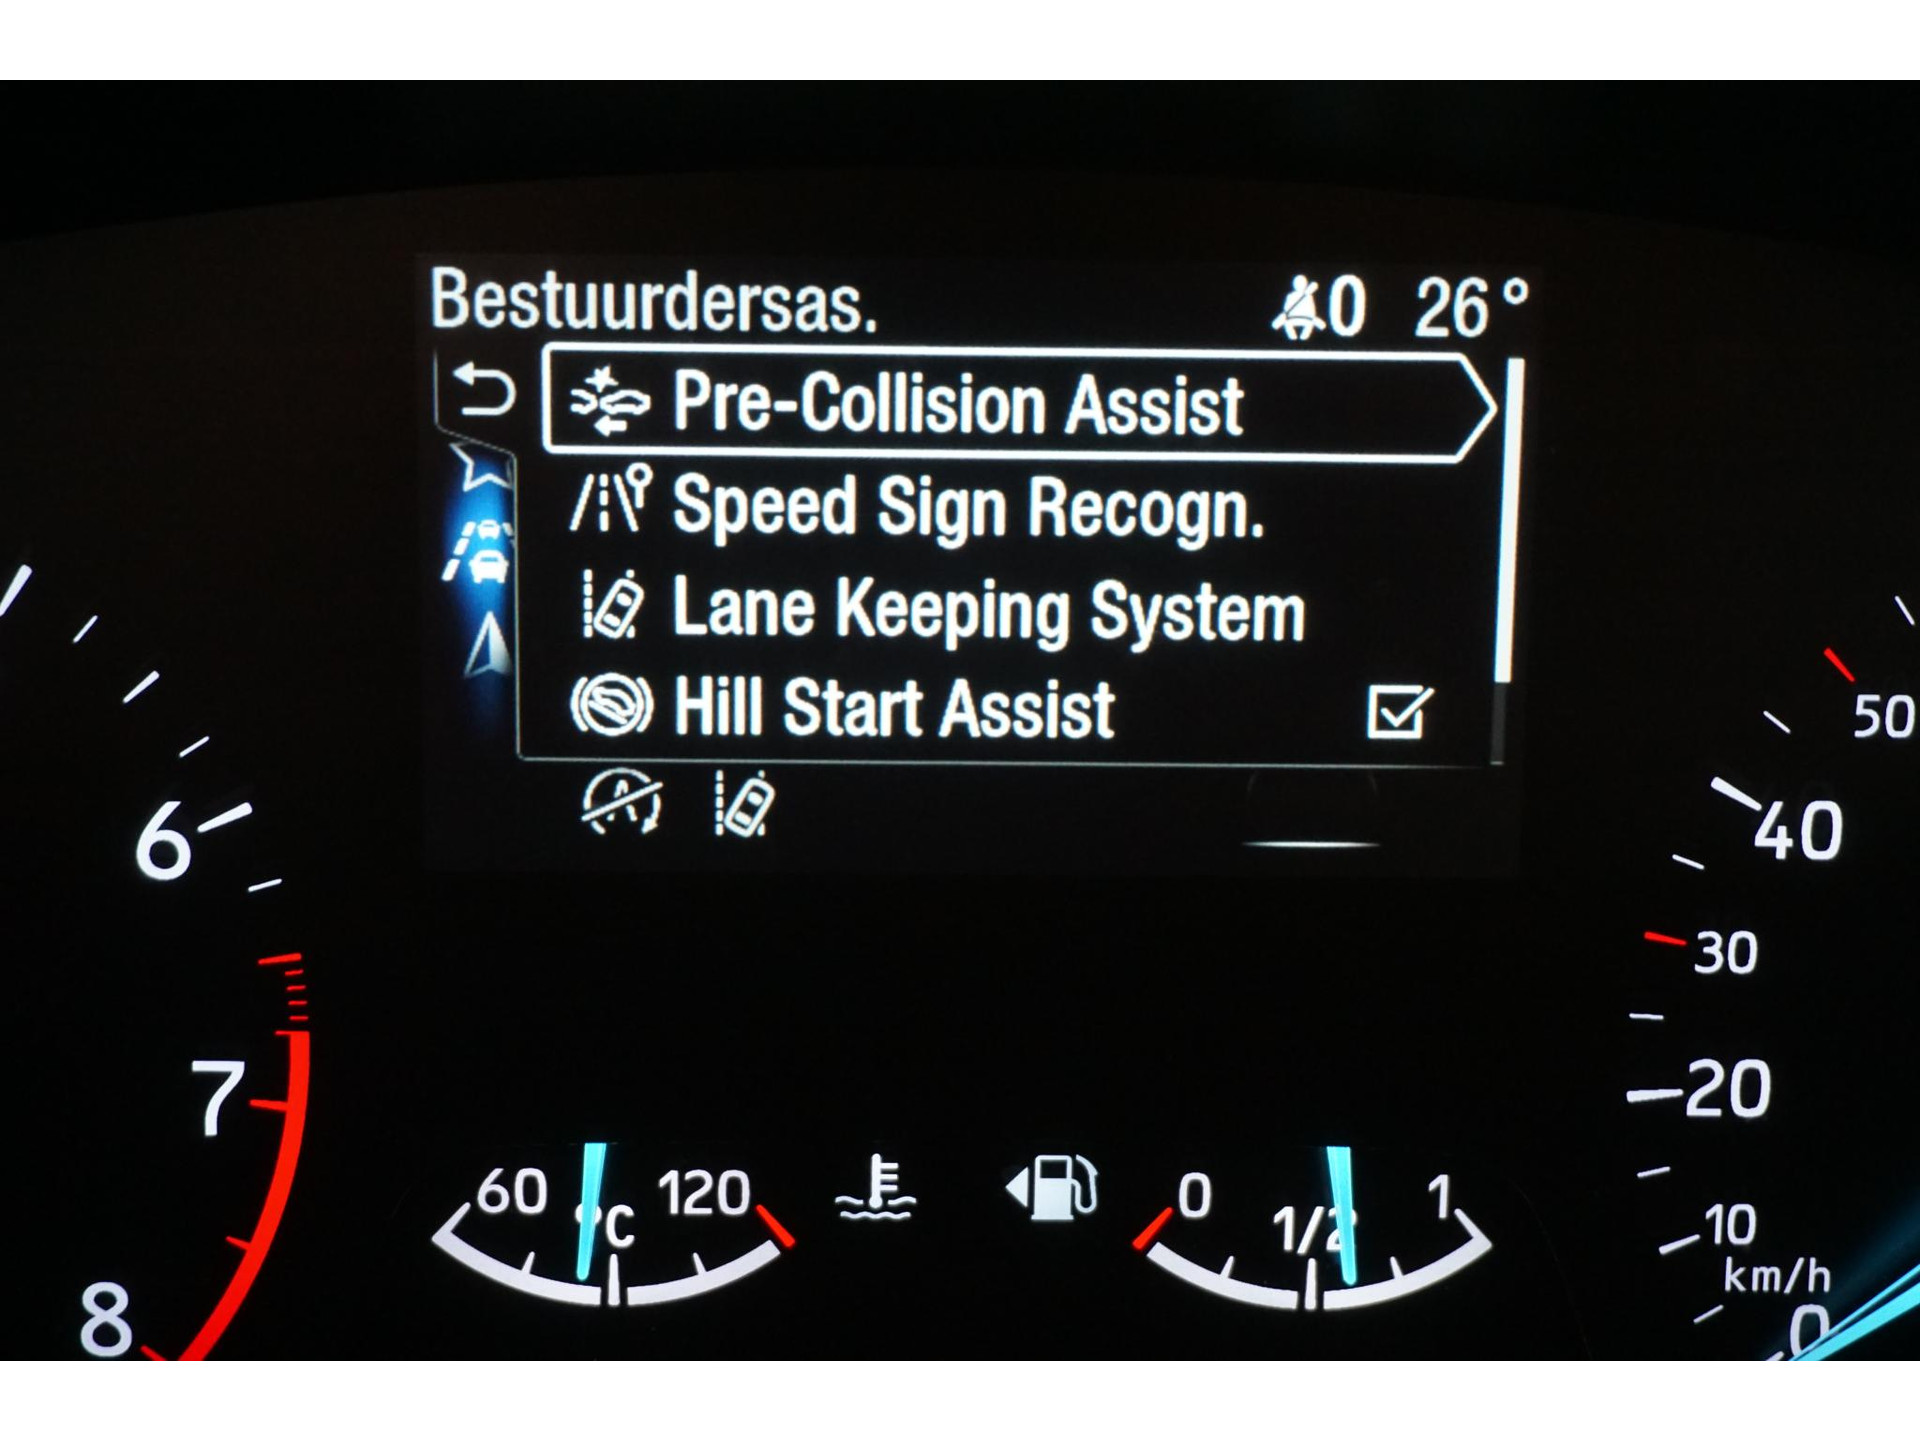 Bestuurdersas. 0 26°
Pre-Collision Assist
Speed Sign Recogn.
Lane Keeping System
Hill Start Assist
6
7
8
60 °C 120
0 1/2 1
50
40
30
20
10
km/h
0